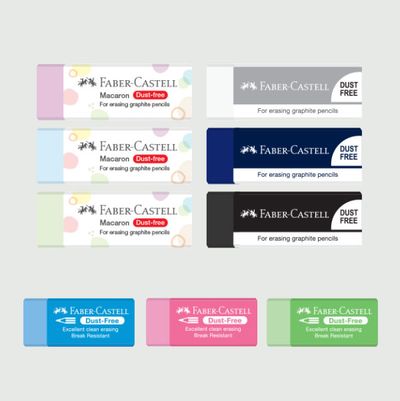 FABER-CASTELL
Macaron Dust-free
For erasing graphite pencils
FABER-CASTELL
DUST
FREE
For erasing graphite pencils
FABER-CASTELL
Macaron Dust-free
For erasing graphite pencils
FABER-CASTELL
DUST
FREE
For erasing graphite pencils
FABER-CASTELL
Macaron Dust-free
For erasing graphite pencils
FABER-CASTELL
DUST
FREE
For erasing graphite pencils
FABER-CASTELL
Dust-Free
Excellent clean erasing
Break Resistant
FABER-CASTELL
Dust-Free
Excellent clean erasing
Break Resistant
FABER-CASTELL
Dust-Free
Excellent clean erasing
Break Resistant